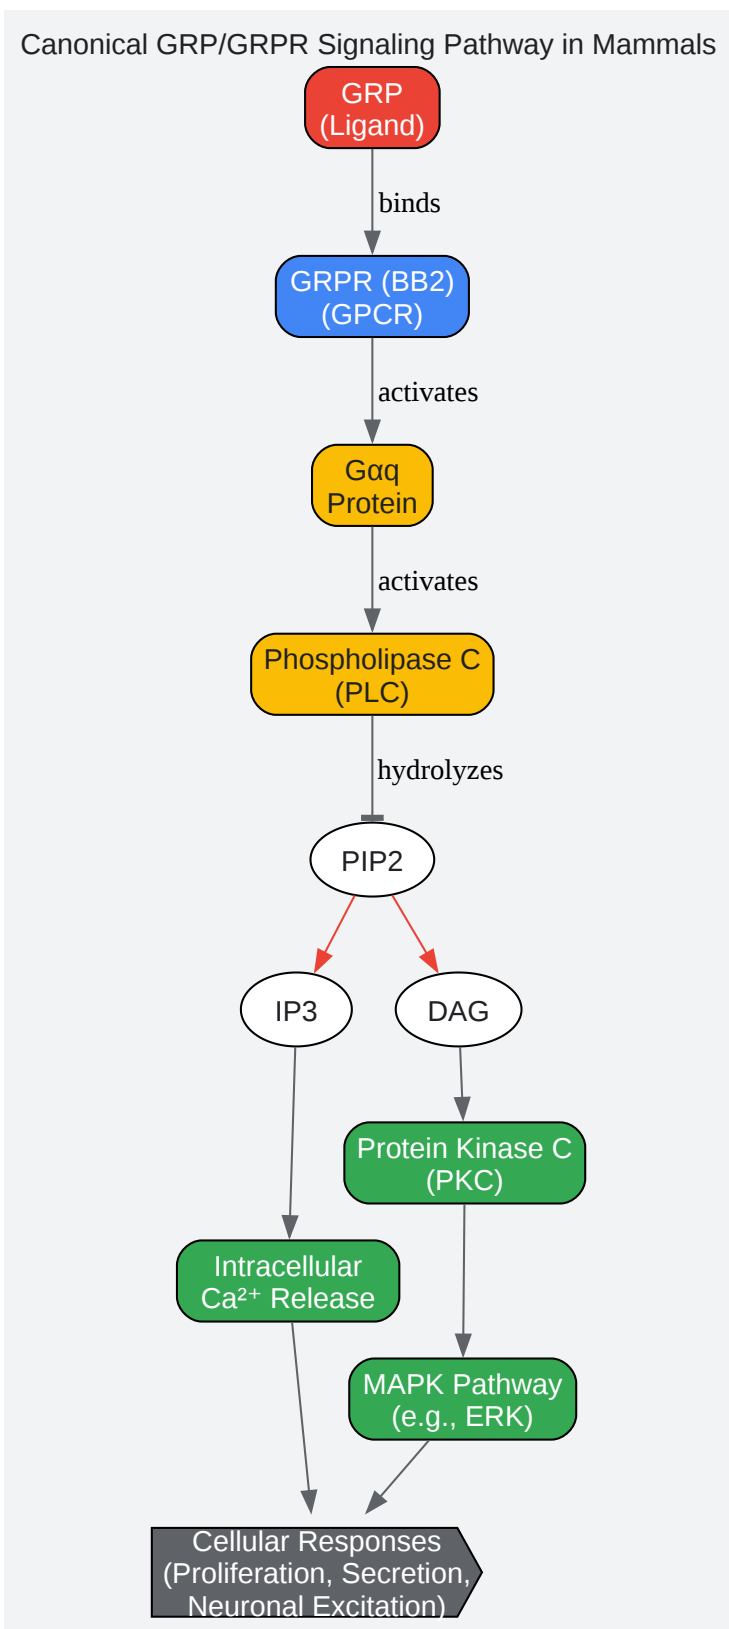 Canonical GRP/GRPR Signaling Pathway in Mammals
GRP
(Ligand)
binds
GRPR (BB2)
(GPCR)
activates
Gαq
Protein
activates
Phospholipase C
(PLC)
hydrolyzes
PIP2
IP3
DAG
Protein Kinase C
(PKC)
Intracellular
Ca²⁺ Release
MAPK Pathway
(e.g., ERK)
Cellular Responses
(Proliferation, Secretion,
Neuronal Excitation)